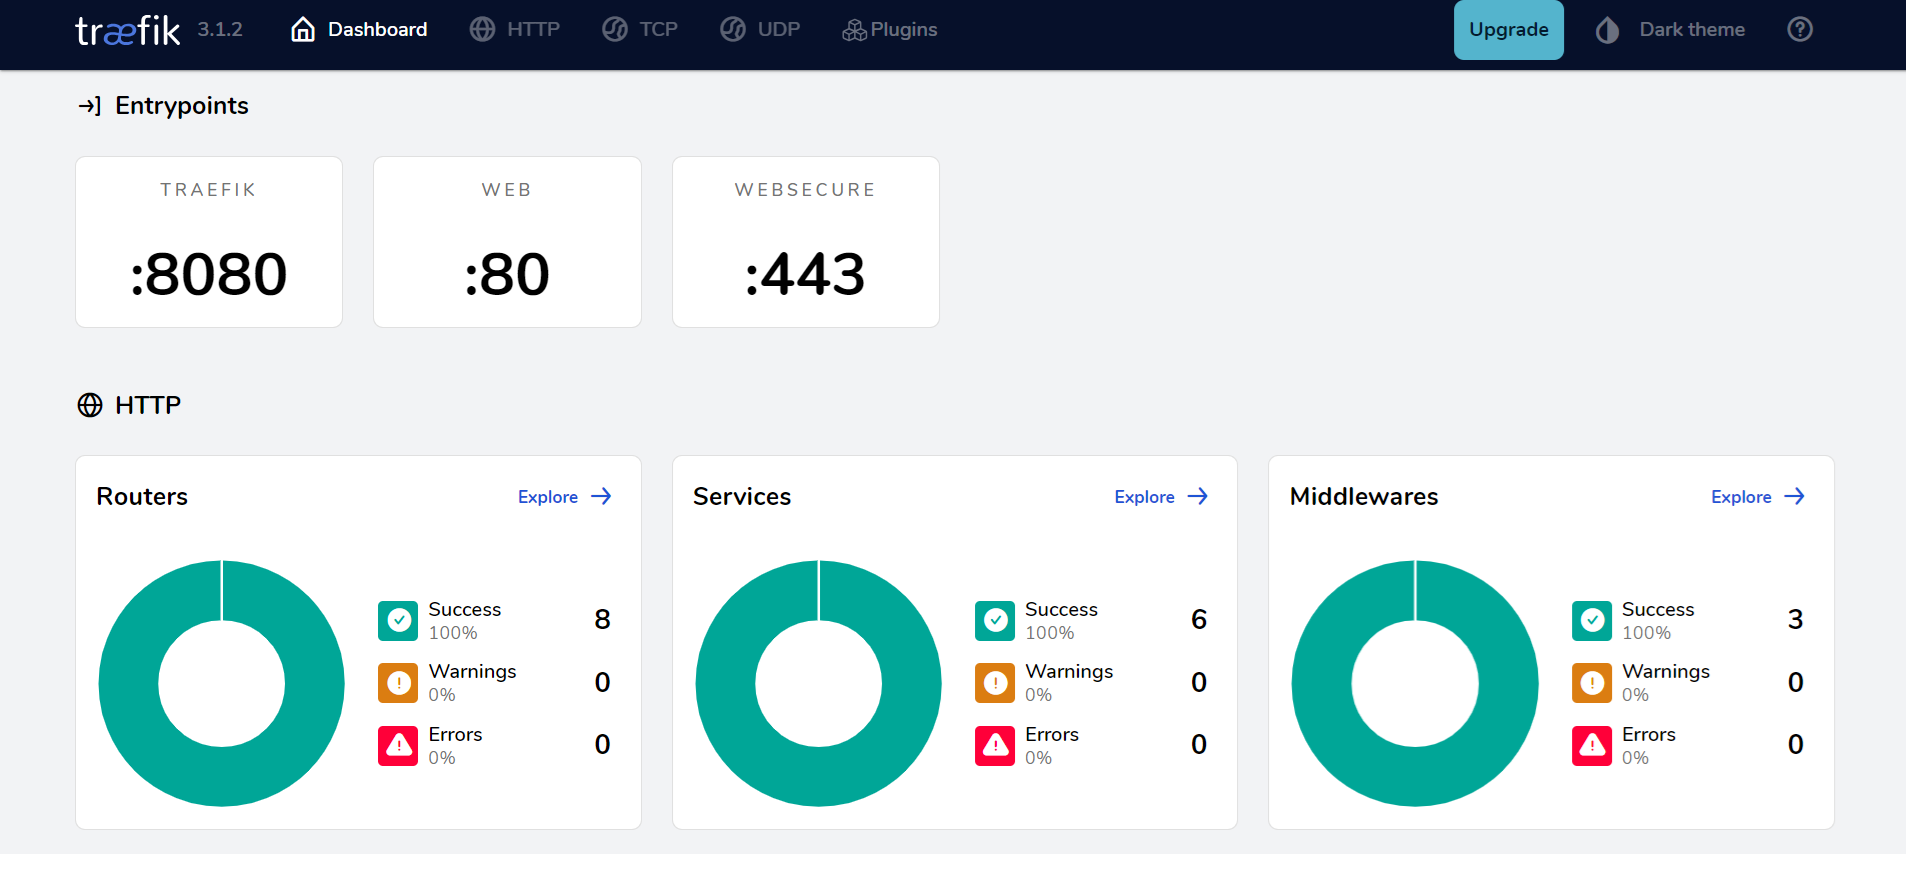 træfik 3.1.2 Dashboard HTTP TCP UDP Plugins Upgrade Dark theme
Entrypoints
TRAEFIK WEB WEBSECURE
:8080 :80 :443
HTTP
Routers Explore
Success 8
100%
Warnings 0
0%
Errors 0
0%
Services Explore
Success 6
100%
Warnings 0
0%
Errors 0
0%
Middlewares Explore
Success 3
100%
Warnings 0
0%
Errors 0
0%